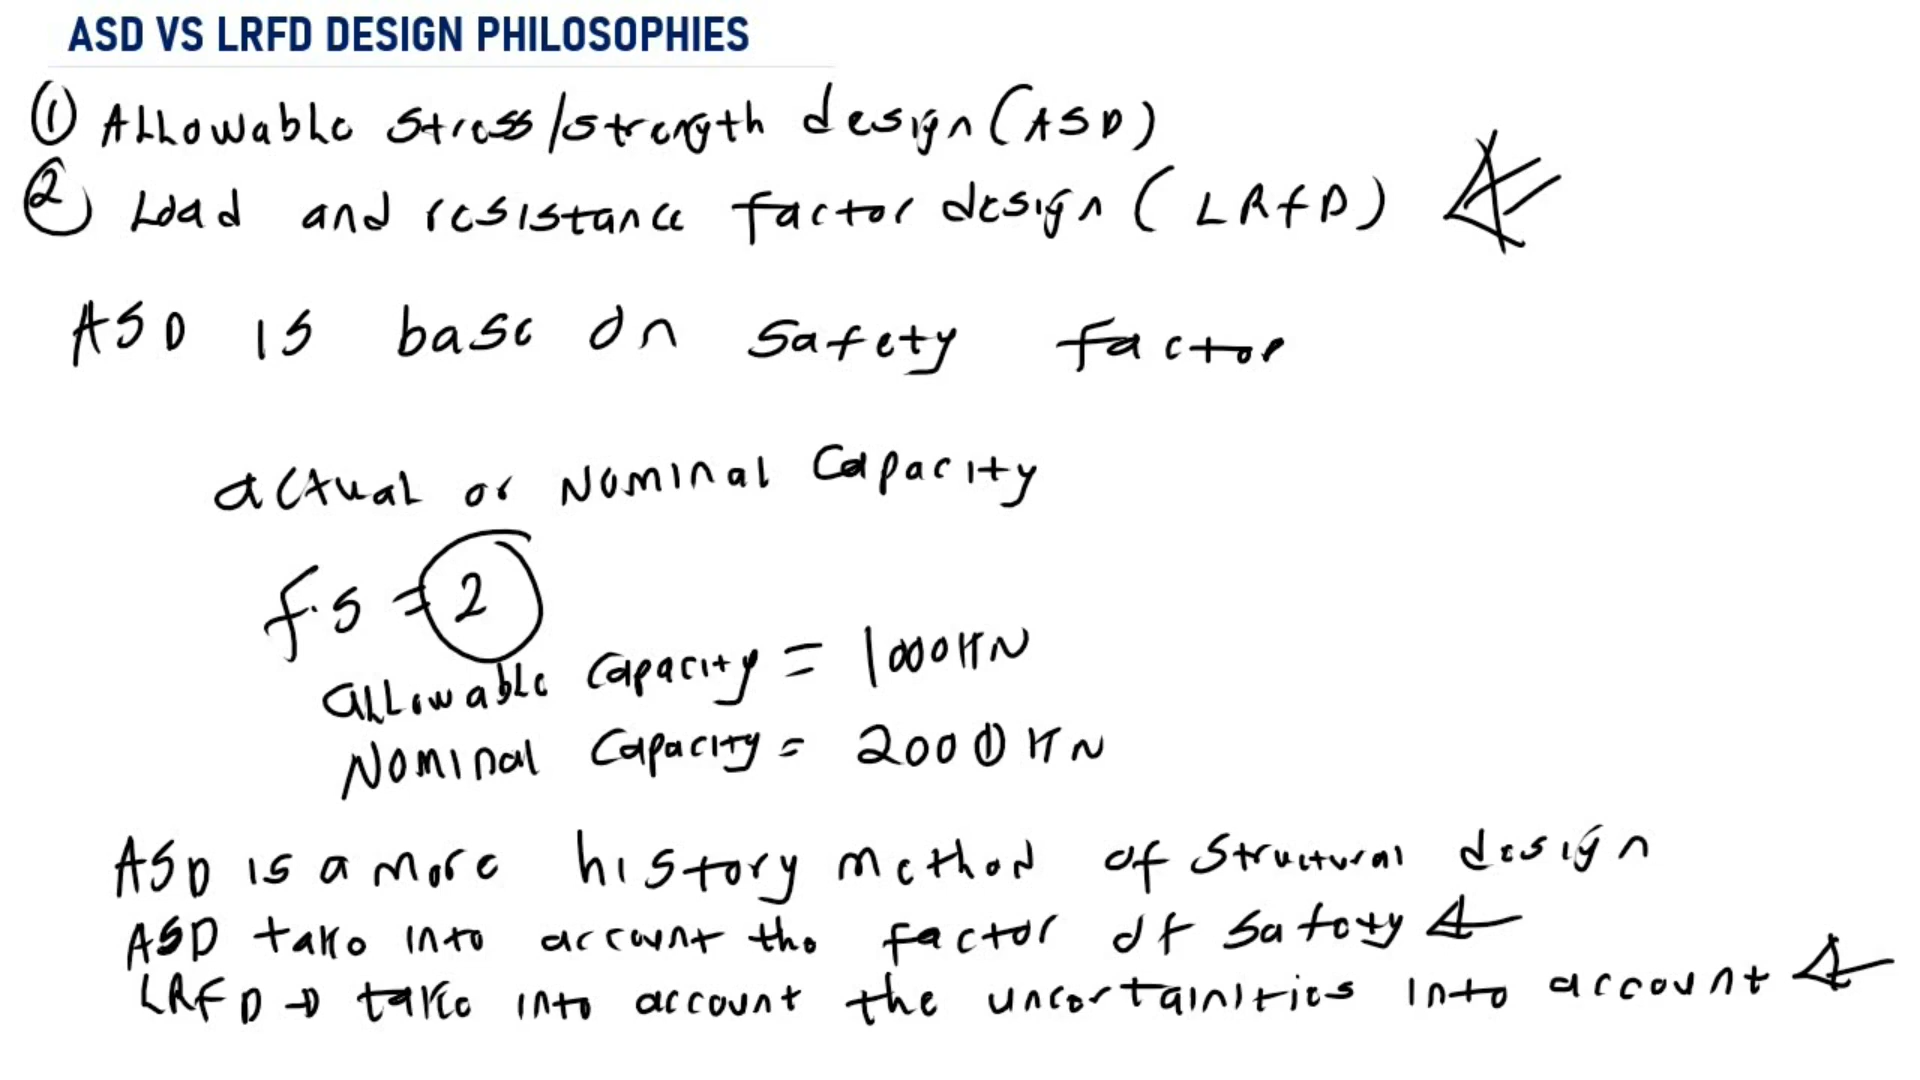 ASD VS LRFD DESIGN PHILOSOPHIES
① Allowable stress/strength design (ASD)
② Load and resistance factor design (LRFD)
ASD is base on safety factor
actual or Nominal Capacity
f.s = 2
allowable capacity = 1000KN
Nominal Capacity = 2000KN
ASD is a more history method of structural design
ASD take into account the factor of safety
LRFD → take into account the uncertainities into account